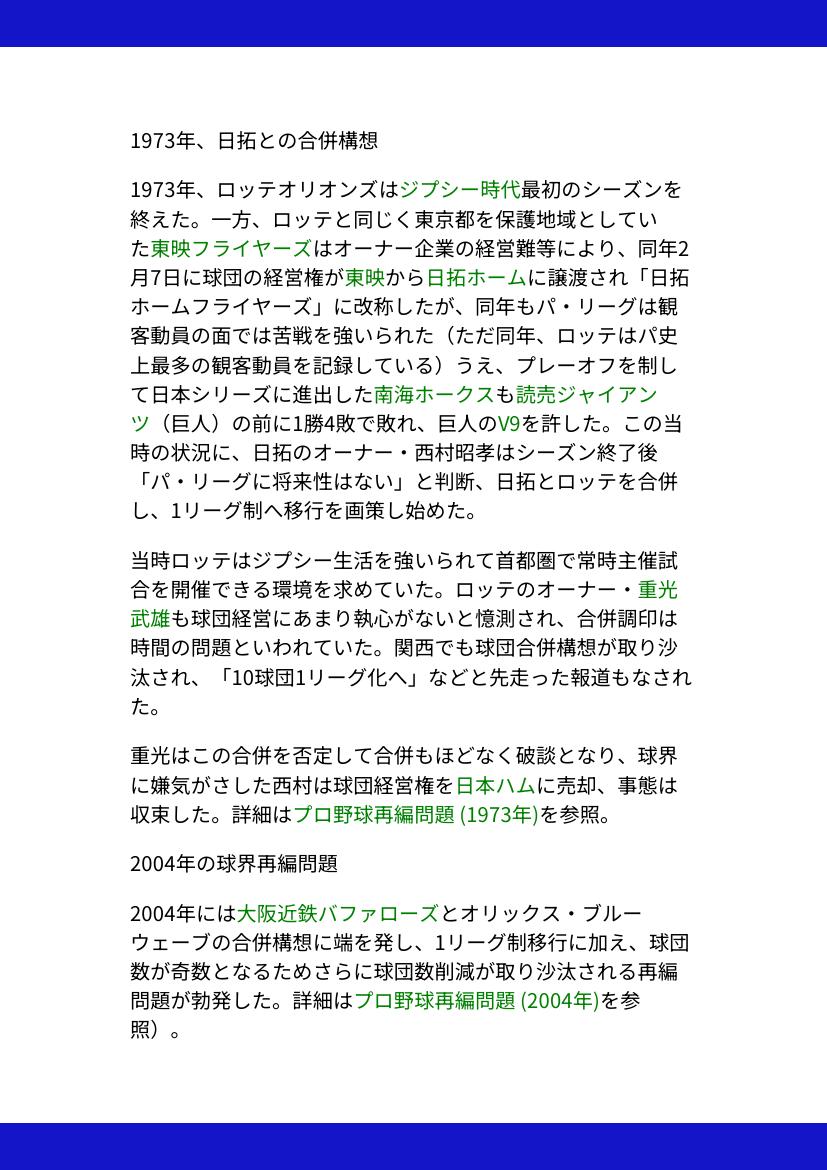 1973年、日拓との合併構想
1973年、ロッテオリオンズはジプシー時代最初のシーズンを
終えた。一方、ロッテと同じく東京都を保護地域としてい
た東映フライヤーズはオーナー企業の経営難等により、同年2
月7日に球団の経営権が東映から日拓ホームに譲渡され「日拓
ホームフライヤーズ」に改称したが、同年もパ・リーグは観
客動員の面では苦戦を強いられた（ただ同年、ロッテはパ史
上最多の観客動員を記録している）うえ、プレーオフを制し
て日本シリーズに進出した南海ホークスも読売ジャイアン
ツ（巨人）の前に1勝4敗で敗れ、巨人のV9を許した。この当
時の状況に、日拓のオーナー・西村昭孝はシーズン終了後
「パ・リーグに将来性はない」と判断、日拓とロッテを合併
し、1リーグ制へ移行を画策し始めた。
当時ロッテはジプシー生活を強いられて首都圏で常時主催試
合を開催できる環境を求めていた。ロッテのオーナー・重光
武雄も球団経営にあまり執心がないと憶測され、合併調印は
時間の問題といわれていた。関西でも球団合併構想が取り沙
汰され、「10球団1リーグ化へ」などと先走った報道もなされ
た。
重光はこの合併を否定して合併もほどなく破談となり、球界
に嫌気がさした西村は球団経営権を日本ハムに売却、事態は
収束した。詳細はプロ野球再編問題 (1973年)を参照。
2004年の球界再編問題
2004年には大阪近鉄バファローズとオリックス・ブルー
ウェーブの合併構想に端を発し、1リーグ制移行に加え、球団
数が奇数となるためさらに球団数削減が取り沙汰される再編
問題が勃発した。詳細はプロ野球再編問題 (2004年)を参
照）。